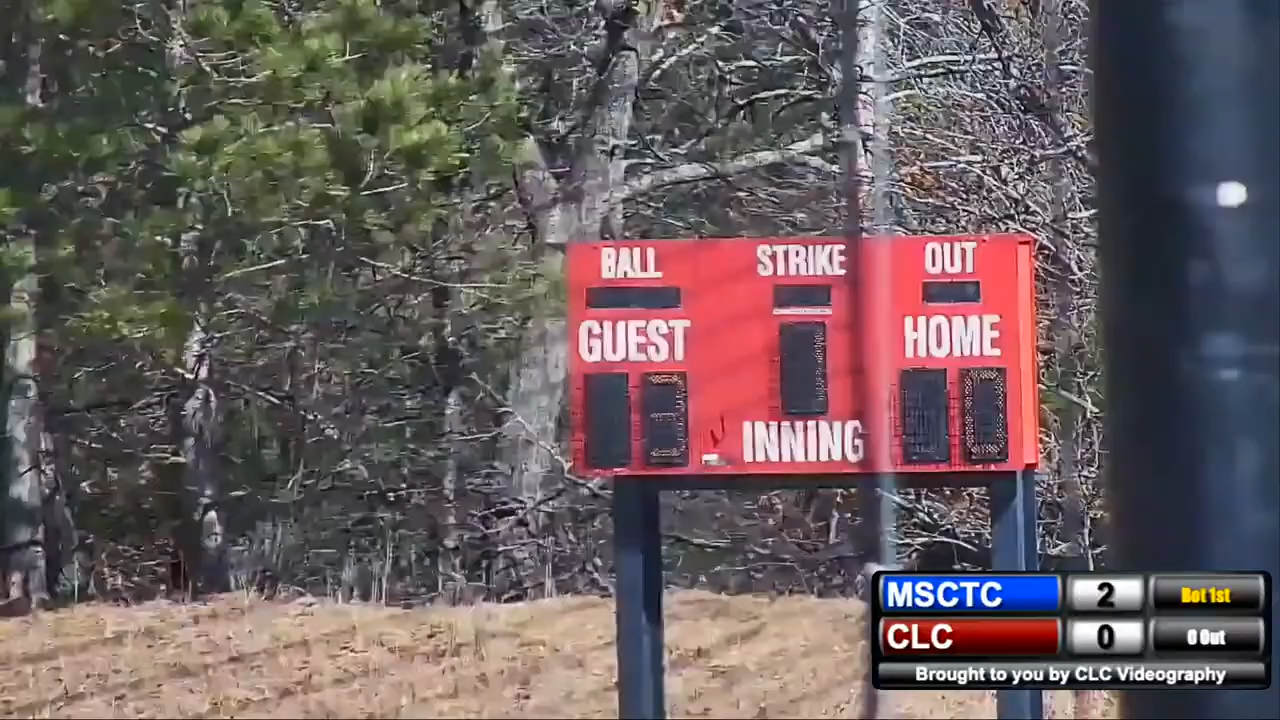 BALL STRIKE OUT
GUEST HOME
INNING
MSCTC 2 Bot 1st
CLC 0 0 Out
Brought to you by CLC Videography